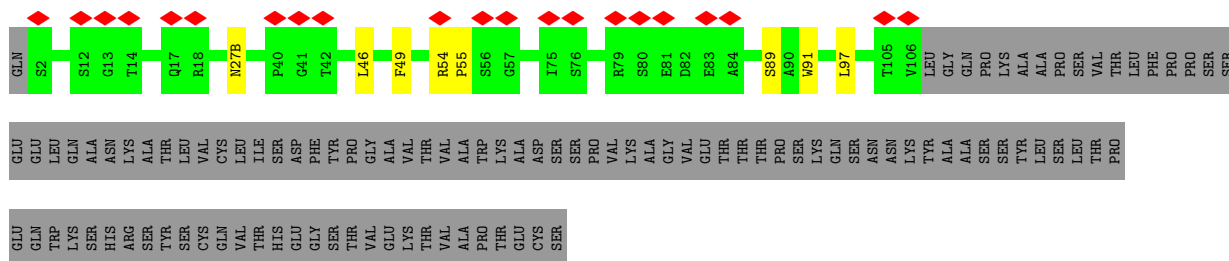 GLN S2 S12 G13 T14 Q17 R18 N27B P40 G41 T42 L46 F49 R54 P55 S56 G57 I75 S76 R79 S80 E81 D82 E83 A84 S89 A90 W91 L97 T105 V106 LEU GLY GLN PRO LYS ALA ALA PRO SER VAL THR LEU PHE PRO PRO SER SER
GLU GLU LEU GLN ALA ASN LYS ALA THR LEU VAL CYS LEU ILE SER ASP PHE TYR PRO GLY ALA VAL THR VAL ALA TRP LYS ALA ASP SER SER PRO VAL LYS ALA GLY VAL GLU THR THR THR PRO SER LYS GLN SER ASN ASN LYS TYR ALA ALA SER SER TYR LEU SER LEU THR PRO
GLU GLN TRP LYS SER HIS ARG SER TYR SER CYS GLN VAL THR HIS GLU GLY SER THR VAL GLU LYS THR VAL ALA PRO THR GLU CYS SER